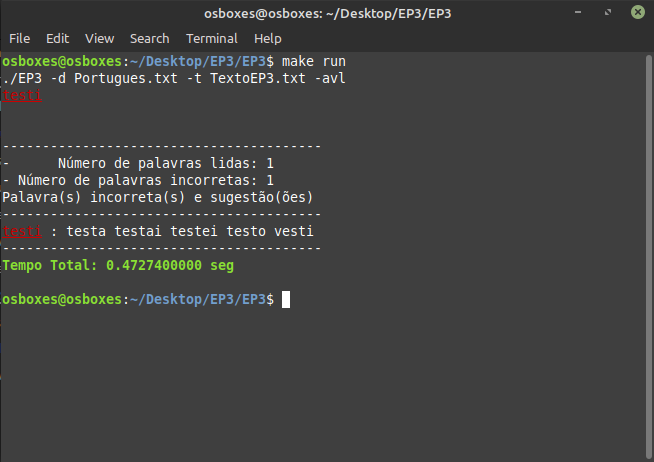 osboxes@osboxes: ~/Desktop/EP3/EP3
File Edit View Search Terminal Help
osboxes@osboxes:~/Desktop/EP3/EP3$ make run
./EP3 -d Portugues.txt -t TextoEP3.txt -avl
testi
---------------------------------------
-      Número de palavras lidas: 1
- Número de palavras incorretas: 1
Palavra(s) incorreta(s) e sugestão(ões)
---------------------------------------
testi : testa testai testei testo vesti
---------------------------------------
Tempo Total: 0.4727400000 seg
osboxes@osboxes:~/Desktop/EP3/EP3$